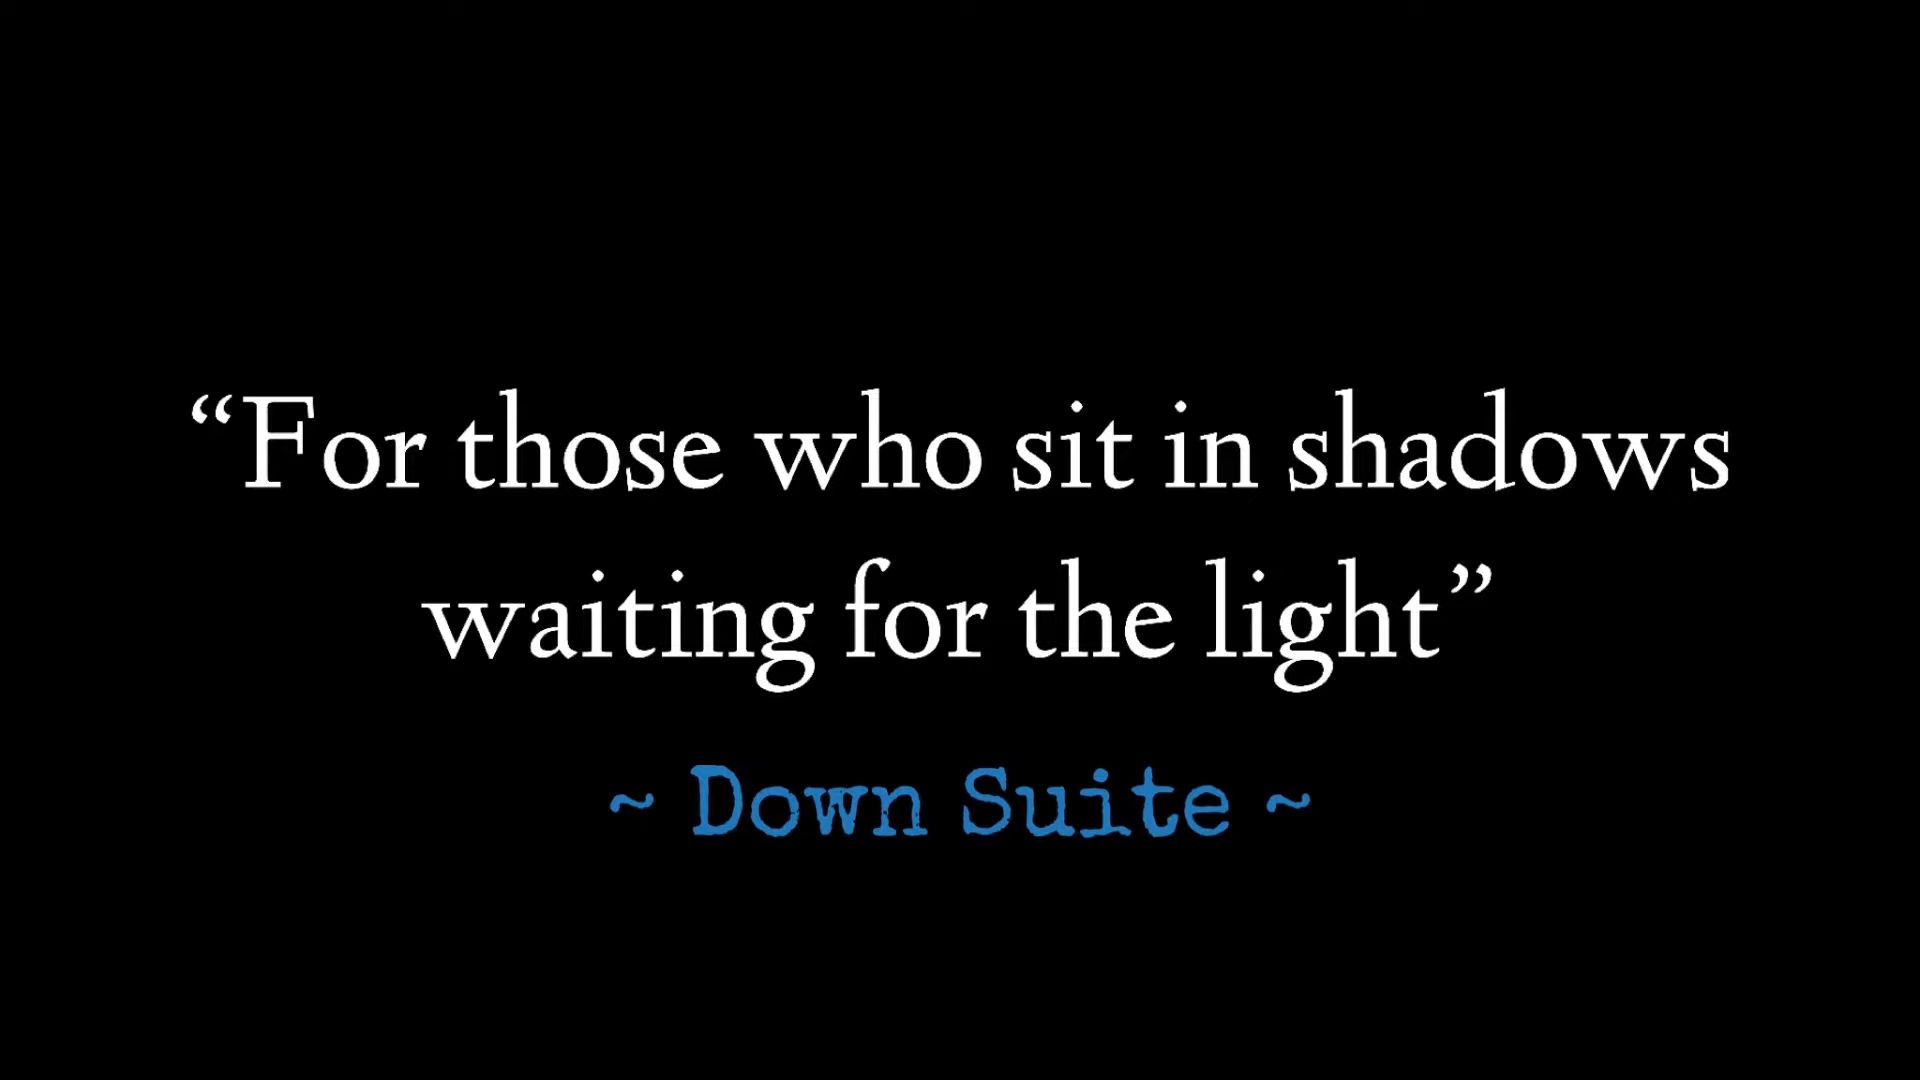 “For those who sit in shadows
waiting for the light”
~ Down Suite ~